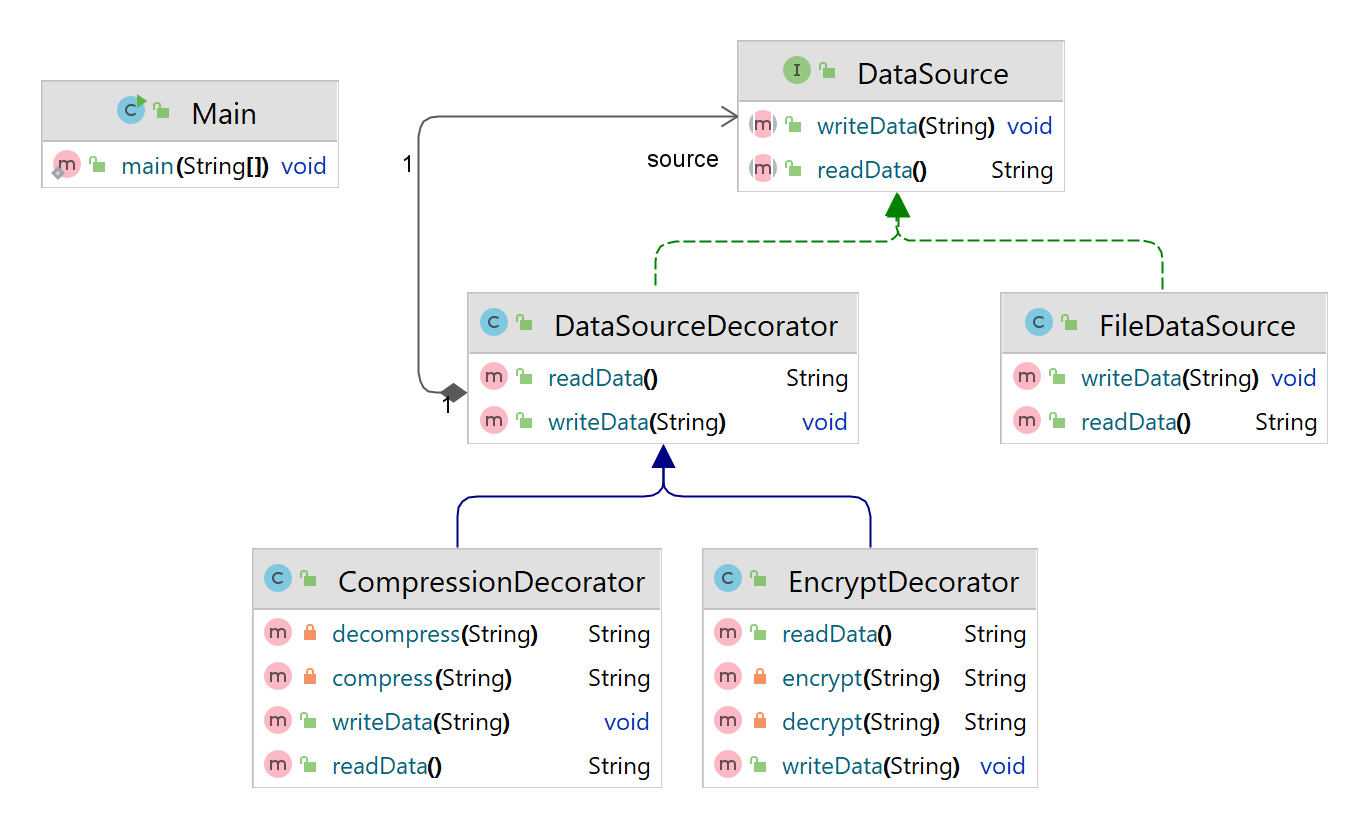 Main
main(String[]) void
DataSource
writeData(String) void
readData() String
1
source
1
DataSourceDecorator
readData() String
writeData(String) void
FileDataSource
writeData(String) void
readData() String
CompressionDecorator
decompress(String) String
compress(String) String
writeData(String) void
readData() String
EncryptDecorator
readData() String
encrypt(String) String
decrypt(String) String
writeData(String) void